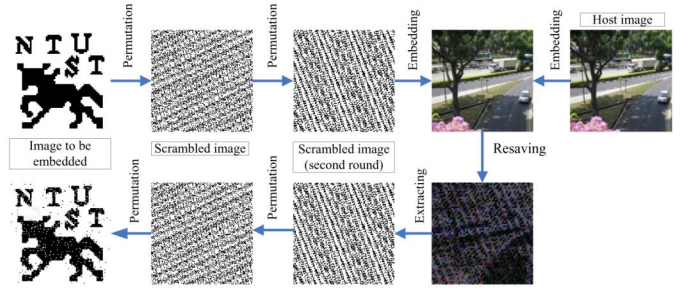 Permutation
Permutation
Embedding
Embedding
Host image
N T U
S T
Image to be
embedded
Scrambled image
Scrambled image
(second round)
Resaving
N T U
S T
Permutation
Permutation
Extracting